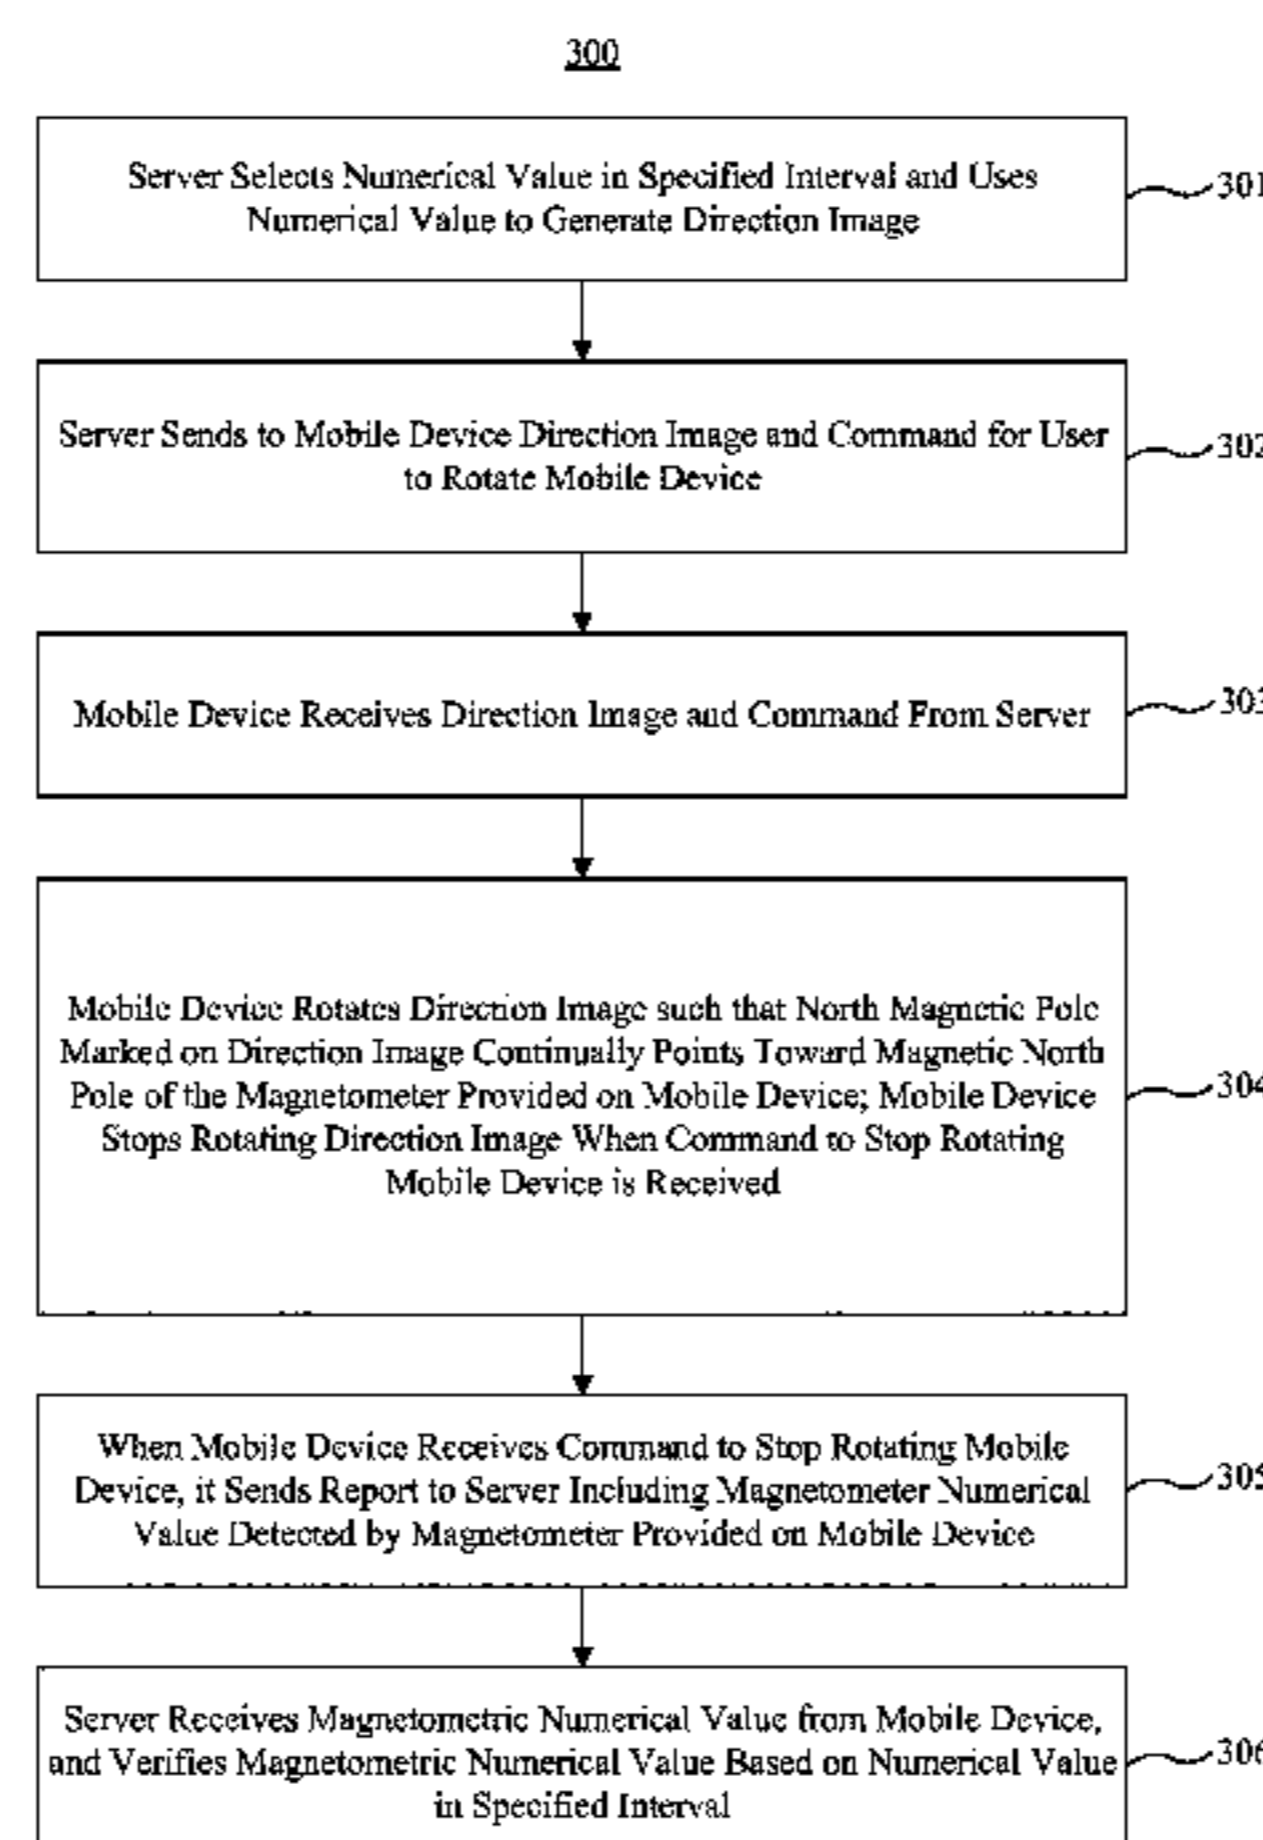 300
Server Selects Numerical Value in Specified Interval and Uses
Numerical Value to Generate Direction Image
301
Server Sends to Mobile Device Direction Image and Command for User
to Rotate Mobile Device
302
Mobile Device Receives Direction Image and Command From Server
303
Mobile Device Rotates Direction Image such that North Magnetic Pole
Marked on Direction Image Continually Points Toward Magnetic North
Pole of the Magnetometer Provided on Mobile Device; Mobile Device
Stops Rotating Direction Image When Command to Stop Rotating
Mobile Device is Received
304
When Mobile Device Receives Command to Stop Rotating Mobile
Device, it Sends Report to Server Including Magnetometer Numerical
Value Detected by Magnetometer Provided on Mobile Device
305
Server Receives Magnetometric Numerical Value from Mobile Device,
and Verifies Magnetometric Numerical Value Based on Numerical Value
in Specified Interval
306